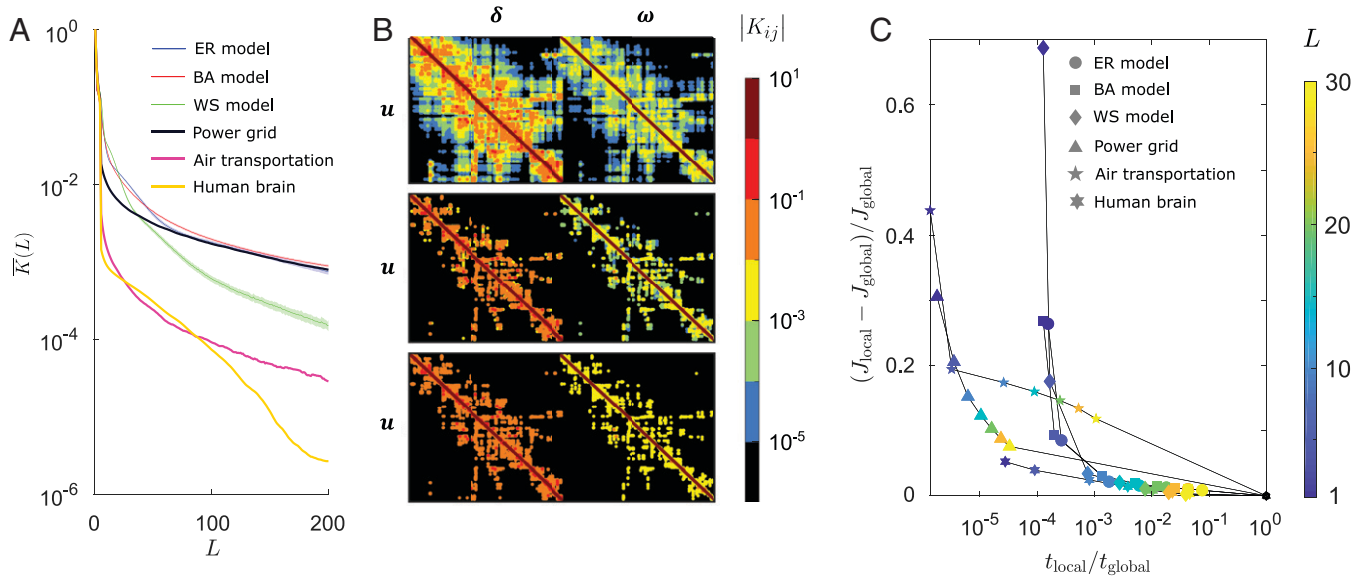 A
10^0
10^-2
10^-4
10^-6
K̅(L)
0
100
200
L
ER model
BA model
WS model
Power grid
Air transportation
Human brain
B
δ
ω
|K_ij|
u
u
u
10^1
10^-1
10^-3
10^-5
C
0.6
0.4
0.2
0
(J_local − J_global)/J_global
10^-5
10^-4
10^-3
10^-2
10^-1
10^0
t_local/t_global
ER model
BA model
WS model
Power grid
Air transportation
Human brain
L
30
20
10
1